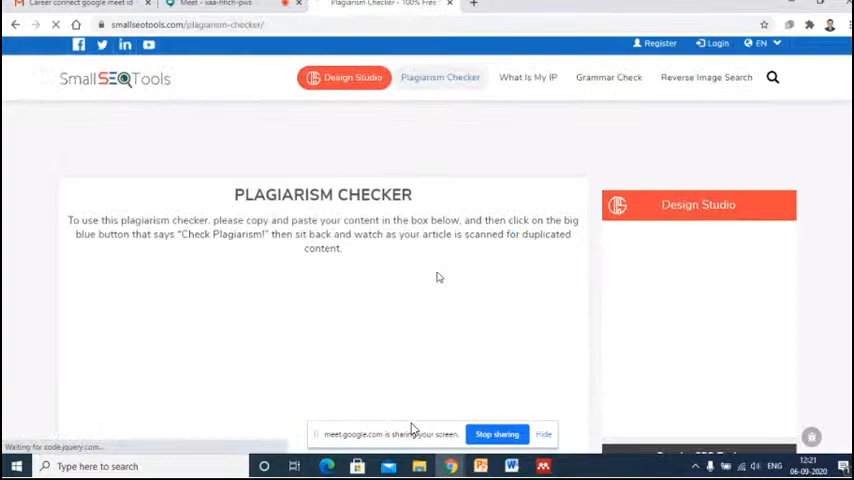 Career connect google meet id
Meet - xaa-hhch-pws
Plagiarism Checker - 100% Free
smallseotools.com/plagiarism-checker/
Register
Login
EN
SmallSEOTools
Design Studio
Plagiarism Checker
What Is My IP
Grammar Check
Reverse Image Search
PLAGIARISM CHECKER
To use this plagiarism checker, please copy and paste your content in the box below, and then click on the big
blue button that says "Check Plagiarism!" then sit back and watch as your article is scanned for duplicated
content.
Design Studio
meet.google.com is sharing your screen.
Stop sharing
Hide
Waiting for code.jquery.com...
Type here to search
ENG
12:21
06-09-2020